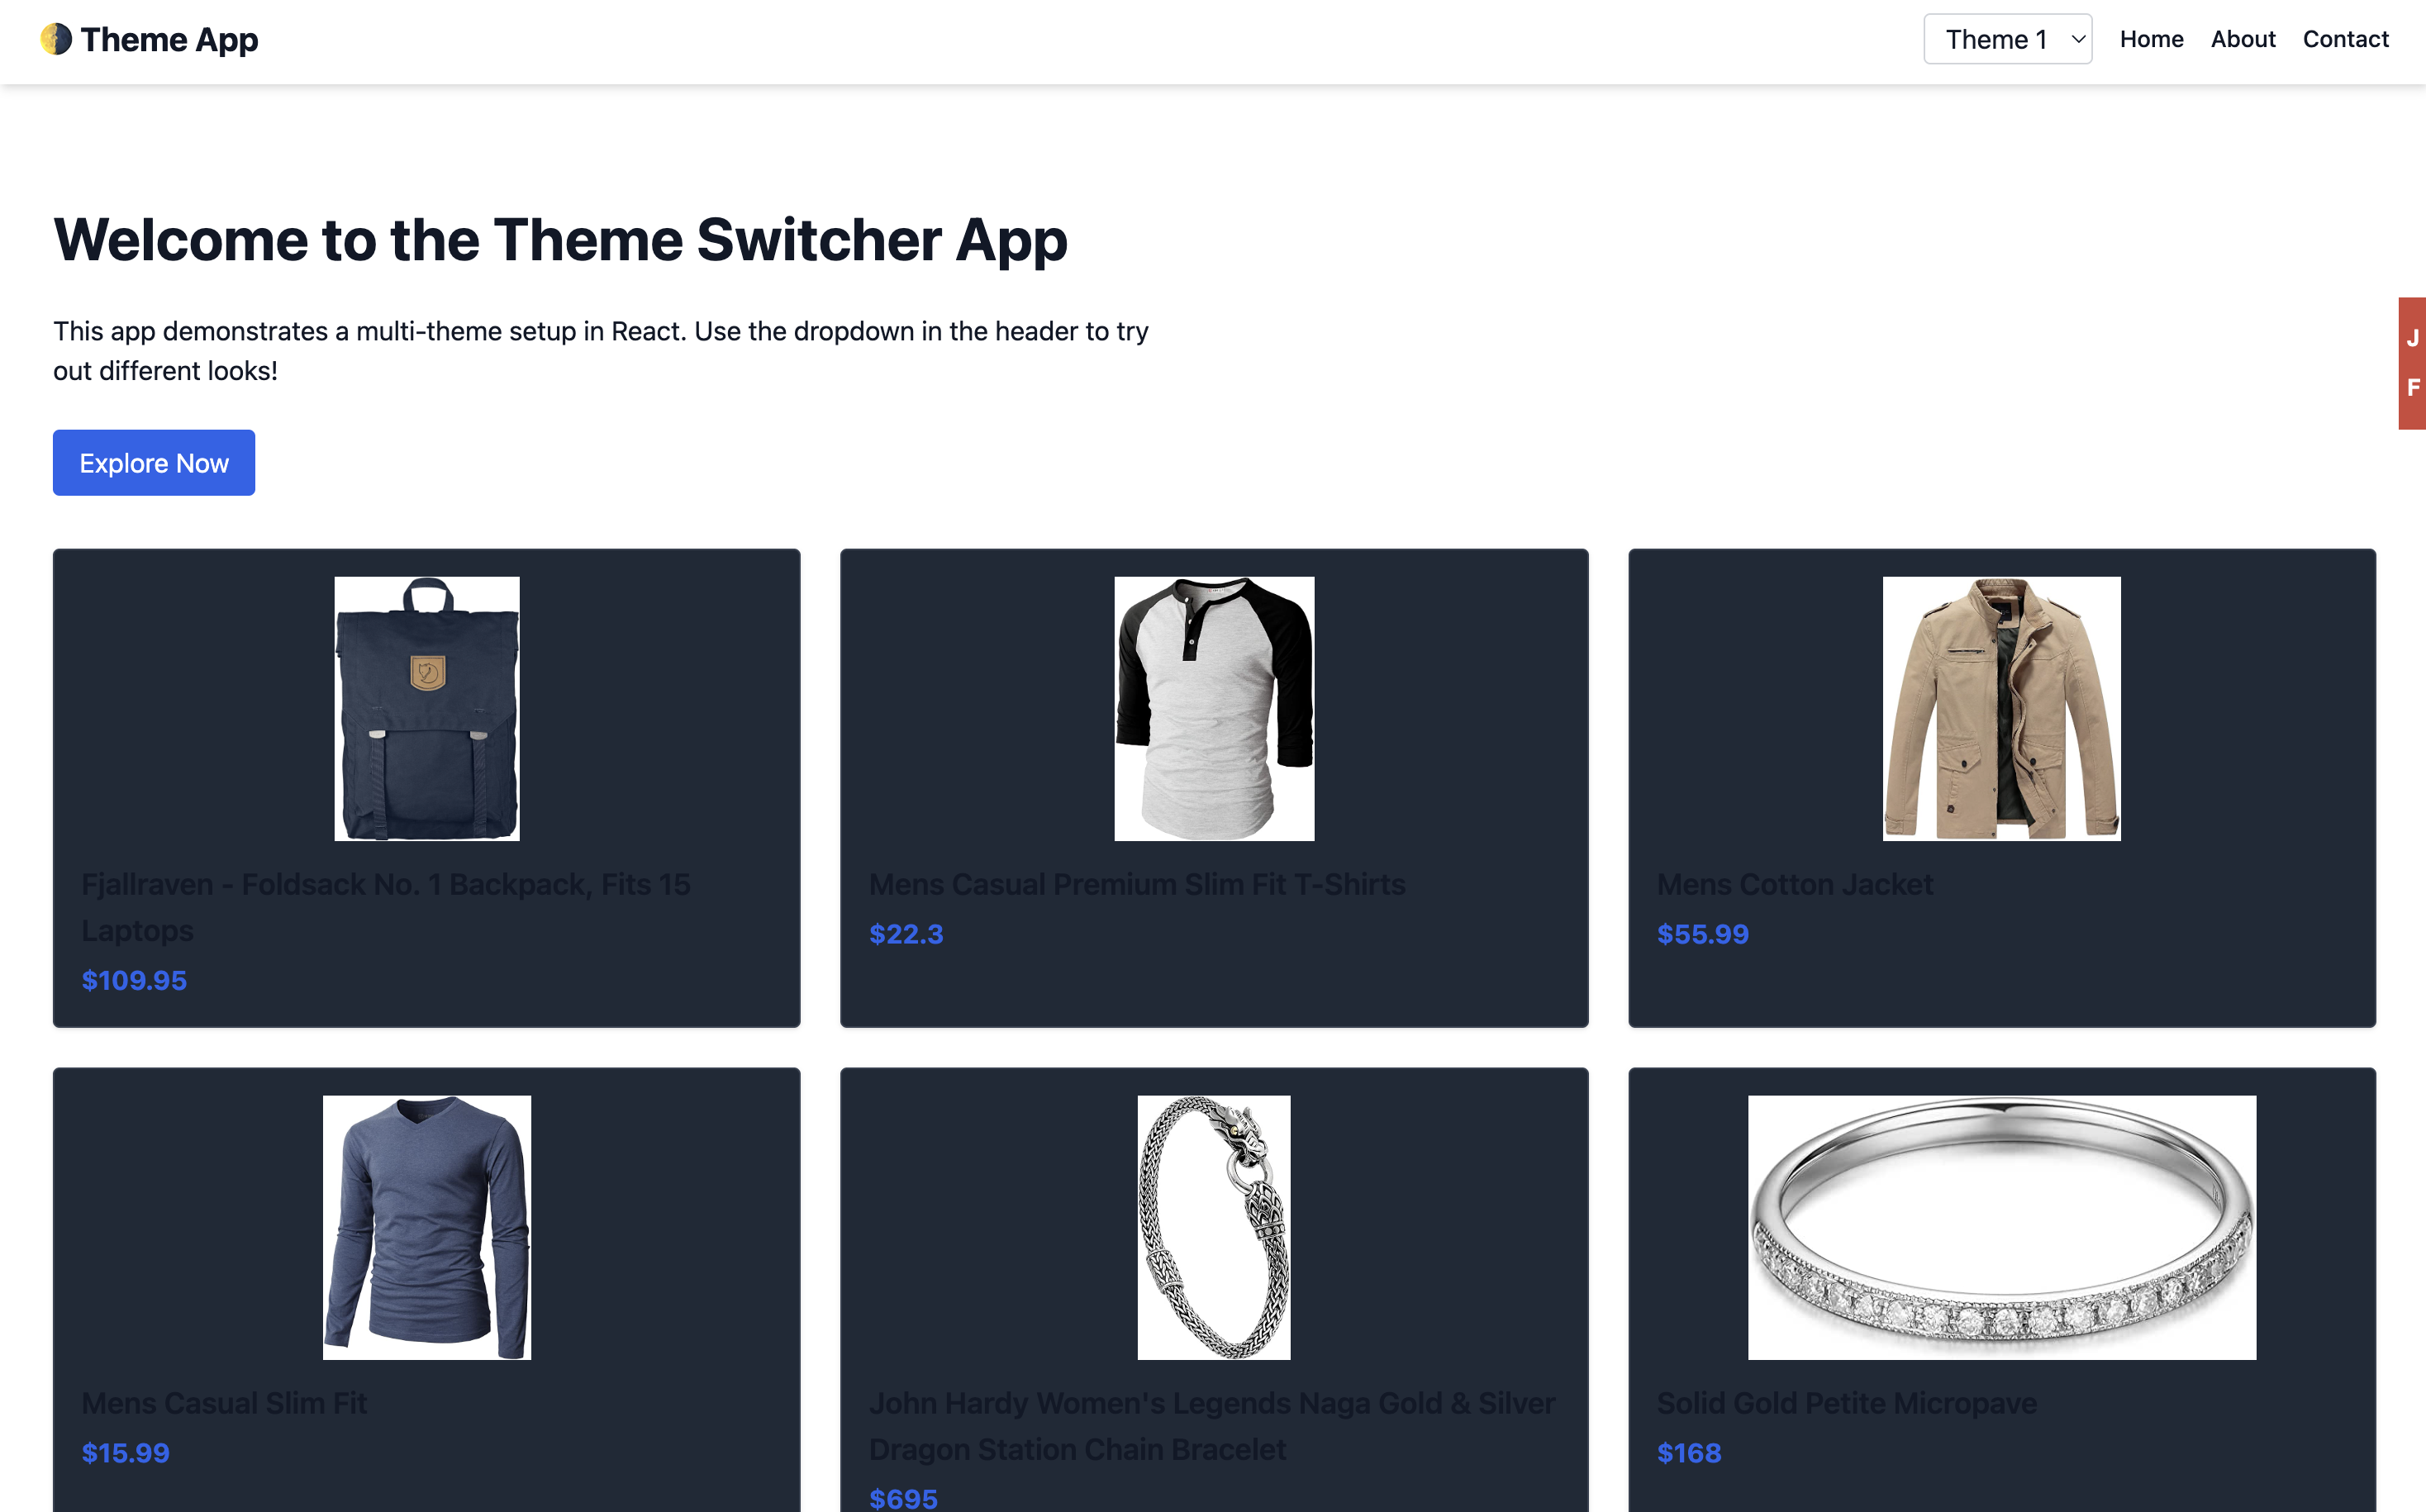 Theme App
Theme 1
Home
About
Contact
Welcome to the Theme Switcher App
This app demonstrates a multi-theme setup in React. Use the dropdown in the header to try
out different looks!
J
F
Explore Now
Fjallraven - Foldsack No. 1 Backpack, Fits 15
Laptops
$109.95
Mens Casual Premium Slim Fit T-Shirts
$22.3
Mens Cotton Jacket
$55.99
Mens Casual Slim Fit
$15.99
John Hardy Women's Legends Naga Gold & Silver
Dragon Station Chain Bracelet
$695
Solid Gold Petite Micropave
$168